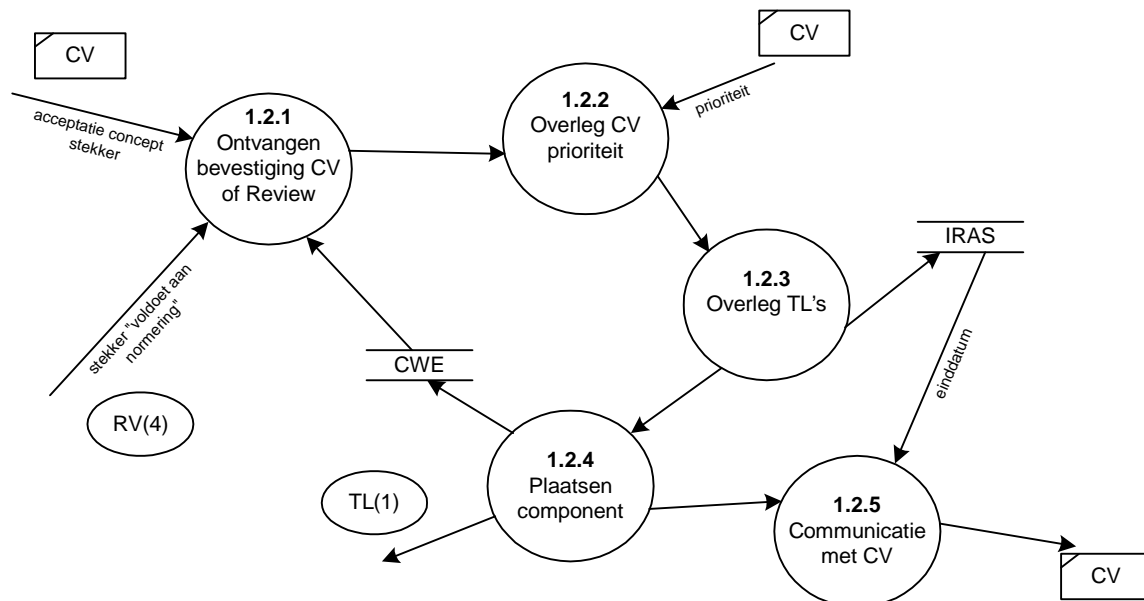 CV
acceptatie concept
stekker
1.2.1
Ontvangen
bevestiging CV
of Review
1.2.2
Overleg CV
prioriteit
CV
prioriteit
IRAS
1.2.3
Overleg TL's
einddatum
stekker "voldoet aan
normering"
CWE
RV(4)
TL(1)
1.2.4
Plaatsen
component
1.2.5
Communicatie
met CV
CV